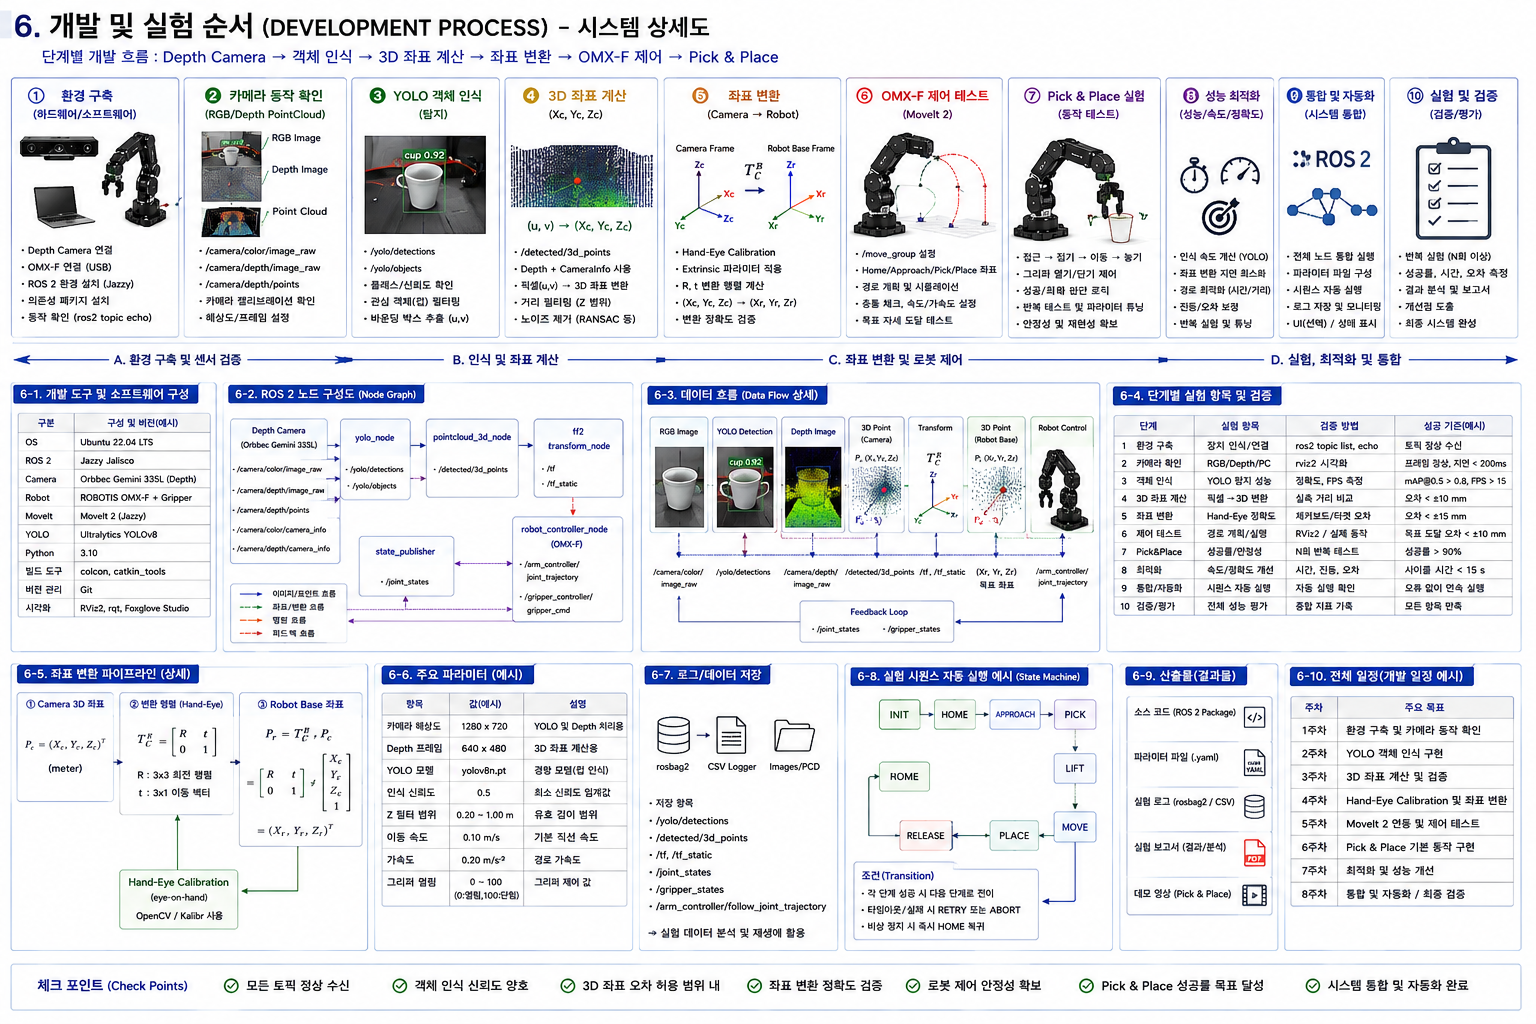 6. 개발 및 실험 순서 (DEVELOPMENT PROCESS) – 시스템 상세도
단계별 개발 흐름 : Depth Camera → 객체 인식 → 3D 좌표 계산 → 좌표 변환 → OMX-F 제어 → Pick & Place
① 환경 구축
(하드웨어/소프트웨어)
• Depth Camera 연결
• OMX-F 연결 (USB)
• ROS 2 환경 설치 (Jazzy)
• 의존성 패키지 설치
• 동작 확인 (ros2 topic echo)
❷ 카메라 동작 확인
(RGB/Depth PointCloud)
RGB Image
Depth Image
Point Cloud
• /camera/color/image_raw
• /camera/depth/image_raw
• /camera/depth/points
• 카메라 캘리브레이션 확인
• 해상도/프레임 설정
❸ YOLO 객체 인식
(탐지)
cup 0.92
• /yolo/detections
• /yolo/objects
• 클래스/신뢰도 확인
• 관심 객체(컵) 필터링
• 바운딩 박스 추출 (u,v)
❹ 3D 좌표 계산
(Xc, Yc, Zc)
(u, v) → (Xc, Yc, Zc)
• /detected/3d_points
• Depth + CameraInfo 사용
• 픽셀(u,v) → 3D 좌표 변환
• 거리 필터링 (Z 범위)
• 노이즈 제거 (RANSAC 등)
❺ 좌표 변환
(Camera → Robot)
Camera Frame
Robot Base Frame
Zc
T_C^B
Zr
Xc
Xr
Yc
Zc
Xr
Yr
• Hand-Eye Calibration
• Extrinsic 파라미터 적용
• R, t 변환 행렬 계산
• (Xc, Yc, Zc) → (Xr, Yr, Zr)
• 변환 정확도 검증
⑥ OMX-F 제어 테스트
(MoveIt 2)
• /move_group 설정
• Home/Approach/Pick/Place 좌표
• 경로 계획 및 시뮬레이션
• 충돌 체크, 속도/가속도 설정
• 목표 자세 도달 테스트
⑦ Pick & Place 실험
(동작 테스트)
• 접근 → 집기 → 이동 → 놓기
• 그리퍼 열기/닫기 제어
• 성공/회화 판단 로직
• 반복 테스트 및 파라미터 튜닝
• 안정성 및 재현성 확보
❽ 성능 최적화
(성능/속도/정확도)
• 인식 속도 개선 (YOLO)
• 좌표 변환 지연 최소화
• 경로 최적화 (시간/거리)
• 진동/오차 보정
• 반복 실험 및 튜닝
통합 및 자동화
(시스템 통합)
ROS 2
• 전체 노드 통합 실행
• 파라미터 파일 구성
• 시퀀스 자동 실행
• 로그 저장 및 모니터링
• UI(선택) / 상태 표시
⑩ 실험 및 검증
(검증/평가)
• 반복 실험 (N회 이상)
• 성공률, 시간, 오차 측정
• 결과 분석 및 보고서
• 개선점 도출
• 최종 시스템 완성
A. 환경 구축 및 센서 검증
B. 인식 및 좌표 계산
C. 좌표 변환 및 로봇 제어
D. 실험, 최적화 및 통합
6-1. 개발 도구 및 소프트웨어 구성
구분 구성 및 버전(예시)
OS Ubuntu 22.04 LTS
ROS 2 Jazzy Jalisco
Camera Orbbec Gemini 335L (Depth)
Robot ROBOTIS OMX-F + Gripper
MoveIt MoveIt 2 (Jazzy)
YOLO Ultralytics YOLOv8
Python 3.10
빌드 도구 colcon, catkin_tools
버전 관리 Git
시각화 RViz2, rqt, Foxglove Studio
6-2. ROS 2 노드 구성도 (Node Graph)
Depth Camera
(Orbbec Gemini 335L)
• /camera/color/image_raw
• /camera/depth/image_raw
• /camera/depth/points
• /camera/color/camera_info
• /camera/depth/camera_info
yolo_node
• /yolo/detections
• /yolo/objects
pointcloud_3d_node
• /detected/3d_points
ff2
transform_node
• /tf
• /tf_static
state_publisher
• /joint_states
robot_controller_node
(OMX-F)
• /arm_controller/
joint_trajectory
• /gripper_controller/
gripper_cmd
이미지/포인트 흐름
좌표/변환 흐름
명령 흐름
피드백 흐름
6-3. 데이터 흐름 (Data Flow 상세)
RGB Image
YOLO Detection
cup 0.92
Depth Image
3D Point
(Camera)
Pc (Xc,Yc, Zc)
Transform
T_C^B
Zr
Yr
Xr
Yc
3D Point
(Robot Base)
Pr (Xr, Yr, Zr)
Robot Control
/camera/color/
image_raw
/yolo/detections
/camera/depth/
image_raw
/detected/3d_points
/tf, /tf_static
(Xr, Yr, Zr)
목표 좌표
/arm_controller/
joint_trajectory
Feedback Loop
• /joint_states • /gripper_states
6-4. 단계별 실험 항목 및 검증
단계 실험 항목 검증 방법 성공 기준(예시)
1 환경 구축 장치 인식/연결 ros2 topic list, echo 토픽 정상 수신
2 카메라 확인 RGB/Depth/PC rviz2 시각화 프레임 정상, 지연 < 200ms
3 객체 인식 YOLO 탐지 성능 정확도, FPS 측정 mAP@0.5 > 0.8, FPS > 15
4 3D 좌표 계산 픽셀→3D 변환 실측 거리 비교 오차 < ±10 mm
5 좌표 변환 Hand-Eye 정확도 체커보드/타겟 오차 오차 < ±15 mm
6 제어 테스트 경로 계획/실행 RViz2 / 실제 동작 목표 도달 오차 < ±10 mm
7 Pick&Place 성공률/안정성 N회 반복 테스트 성공률 > 90%
8 최적화 속도/정확도 개선 시간, 진동, 오차 사이클 시간 < 15 s
9 통합/자동화 시퀀스 자동 실행 자동 실행 확인 오류 없이 연속 실행
10 검증/평가 전체 성능 평가 종합 지표 기록 모든 항목 만족
6-5. 좌표 변환 파이프라인 (상세)
① Camera 3D 좌표
P_c = (X_c, Y_c, Z_c)^T
(meter)
② 변환 행렬 (Hand-Eye)
T_C^R = [R t
0 1]
R : 3x3 회전 행렬
t : 3x1 이동 벡터
③ Robot Base 좌표
P_r = T_C^B , P_c
= [R t
0 1] ≠ [X_c
Y_r
Z_c
1]
= (X_r, Y_r, Z_r)^T
Hand-Eye Calibration
(eye-on-hand)
OpenCV / Kalibr 사용
6-6. 주요 파라미터 (예시)
항목 값(예시) 설명
카메라 해상도 1280 x 720 YOLO 및 Depth 처리용
Depth 프레임 640 x 480 3D 좌표 계산용
YOLO 모델 yolov8n.pt 경량 모델(컵 인식)
인식 신뢰도 0.5 최소 신뢰도 임계값
Z 필터 범위 0.20 ~ 1.00 m 유효 깊이 범위
이동 속도 0.10 m/s 기본 직선 속도
가속도 0.20 m/s² 경로 가속도
그리퍼 열림 0 ~ 100 그리퍼 제어 값
(0:열림,100:닫힘)
6-7. 로그/데이터 저장
rosbag2
CSV Logger
Images/PCD
• 저장 항목
• /yolo/detections
• /detected/3d_points
• /tf, /tf_static
• /joint_states
• /gripper_states
• /arm_controller/follow_joint_trajectory
→ 실험 데이터 분석 및 재생에 활용
6-8. 실험 시퀀스 자동 실행 예시 (State Machine)
INIT
HOME
APPROACH
PICK
LIFT
HOME
RELEASE
PLACE
MOVE
조건(Transition)
• 각 단계 성공 시 다음 단계로 전이
• 타임아웃/실패 시 RETRY 또는 ABORT
• 비상 정지 시 즉시 HOME 복귀
6-9. 산출물(결과물)
소스 코드 (ROS 2 Package)
</>
파라미터 파일 (.yaml)
YAML
실험 로그 (rosbag2 / CSV)
실험 보고서 (결과/분석)
데모 영상 (Pick & Place)
6-10. 전체 일정(개발 일정 예시)
주차 주요 목표
1주차 환경 구축 및 카메라 동작 확인
2주차 YOLO 객체 인식 구현
3주차 3D 좌표 계산 및 검증
4주차 Hand-Eye Calibration 및 좌표 변환
5주차 MoveIt 2 연동 및 제어 테스트
6주차 Pick & Place 기본 동작 구현
7주차 최적화 및 성능 개선
8주차 통합 및 자동화 / 최종 검증
체크 포인트 (Check Points)
모든 토픽 정상 수신
객체 인식 신뢰도 양호
3D 좌표 오차 허용 범위 내
좌표 변환 정확도 검증
로봇 제어 안정성 확보
Pick & Place 성공률 목표 달성
시스템 통합 및 자동화 완료